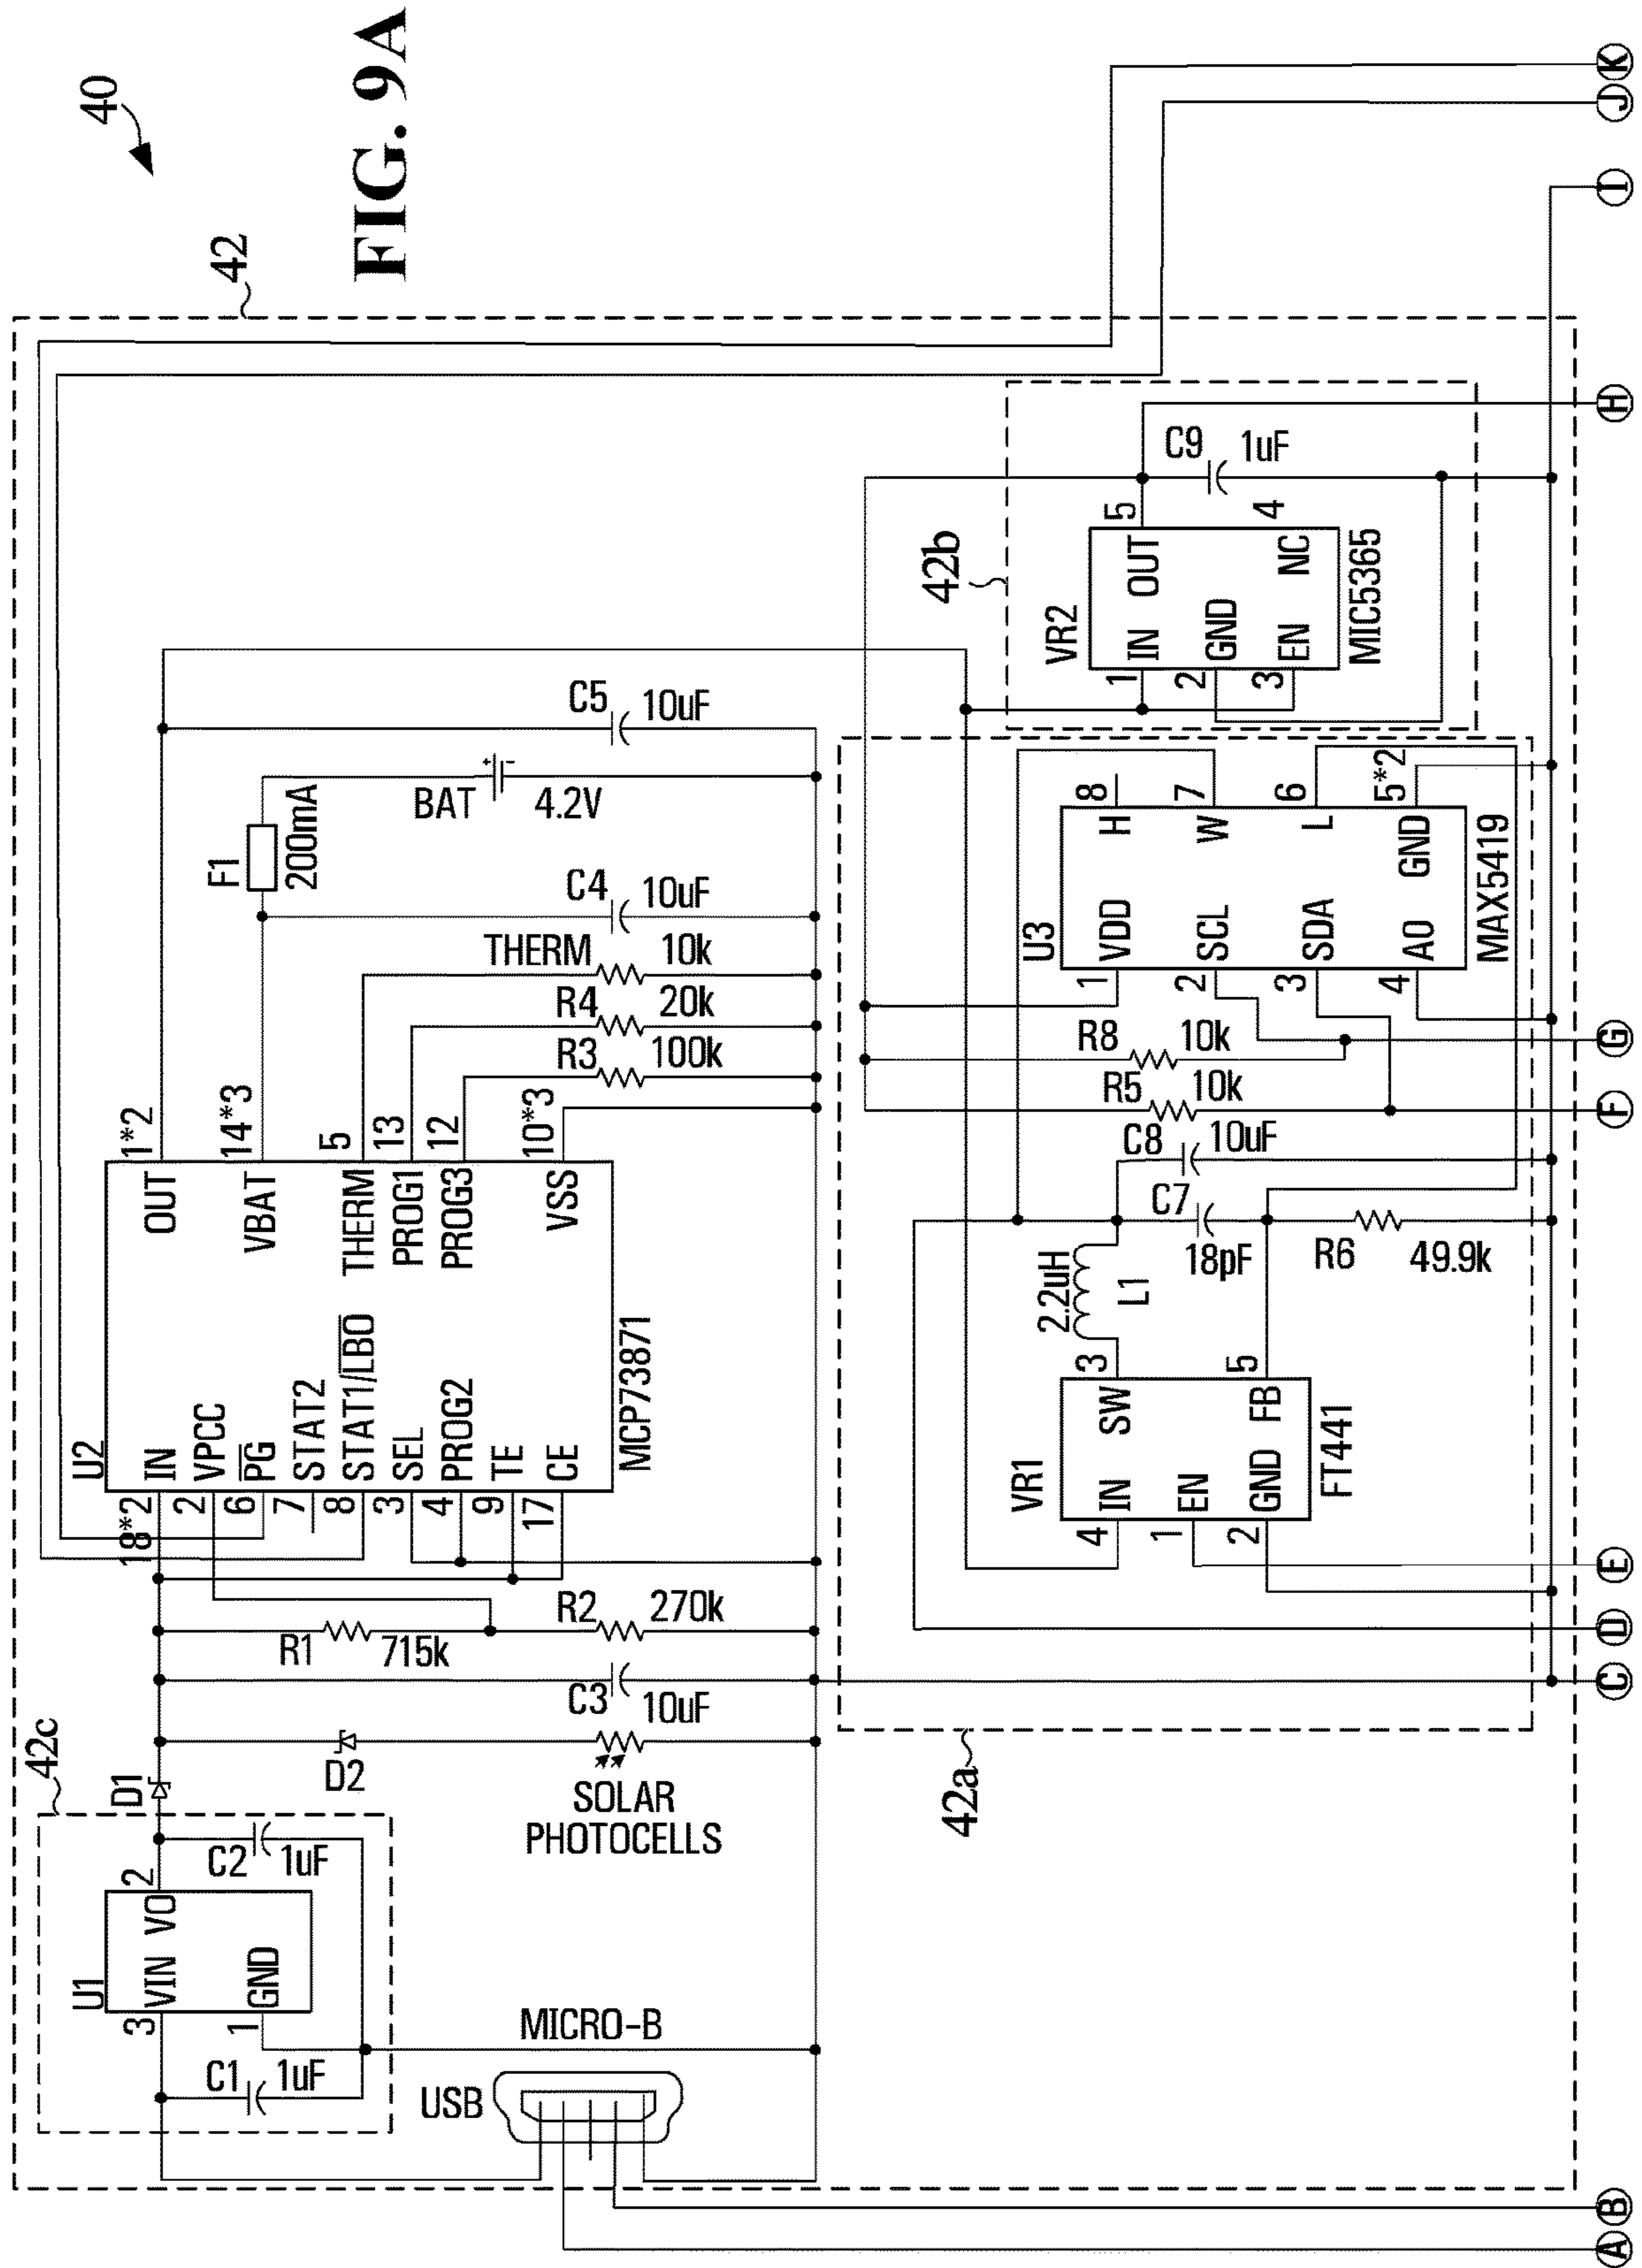 40
FIG. 9A
42
42c
U1
VIN VO
GND
3
2
1
C1
1uF
C2
1uF
D1
USB
MICRO-B
D2
SOLAR
PHOTOCELLS
C3
10uF
R1
715k
R2
270k
U2
18*2
2
6
7
8
3
4
9
17
IN
VPCC
PG
STAT2
STAT1/LBO
SEL
PROG2
TE
CE
OUT
VBAT
THERM
PROG1
PROG3
VSS
1*2
14*3
5
13
12
10*3
MCP73871
R3
100k
R4
20k
THERM
10k
C4
10uF
F1
200mA
BAT
+ -
4.2V
C5
10uF
42a
VR1
4
1
2
IN SW
EN
GND FB
3
5
FT441
2.2uH
L1
C7
18pF
C8
10uF
R6
49.9k
R5
10k
R8
10k
U3
1
2
3
4
VDD H
SCL W
SDA L
A0 GND
8
7
6
5*2
MAX5419
42b
VR2
1
2
3
IN OUT
GND
EN NC
5
4
MIC5365
C9
1uF
A
B
C
D
E
F
G
H
I
J
K